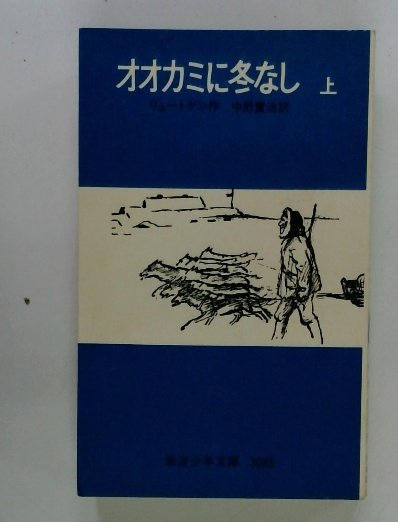 オオカミに冬なし 上
リュートゲン作 中野重治訳
岩波少年文庫